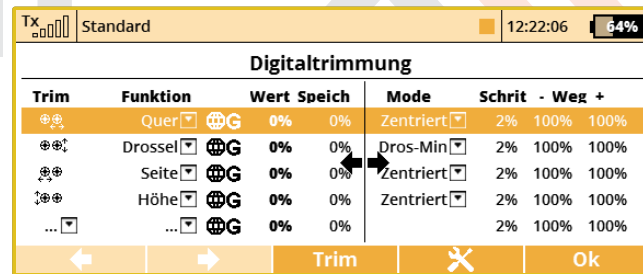 Tx Standard 12:22:06 64%
Digitaltrimmung
Trim Funktion Wert Speich Mode Schrit - Weg +
Quer G 0% 0% Zentriert 2% 100% 100%
Drossel G 0% 0% Dros-Min 2% 100% 100%
Seite G 0% 0% Zentriert 2% 100% 100%
Höhe G 0% 0% Zentriert 2% 100% 100%
... ... G 0% 0% 2% 100% 100%
Trim Ok